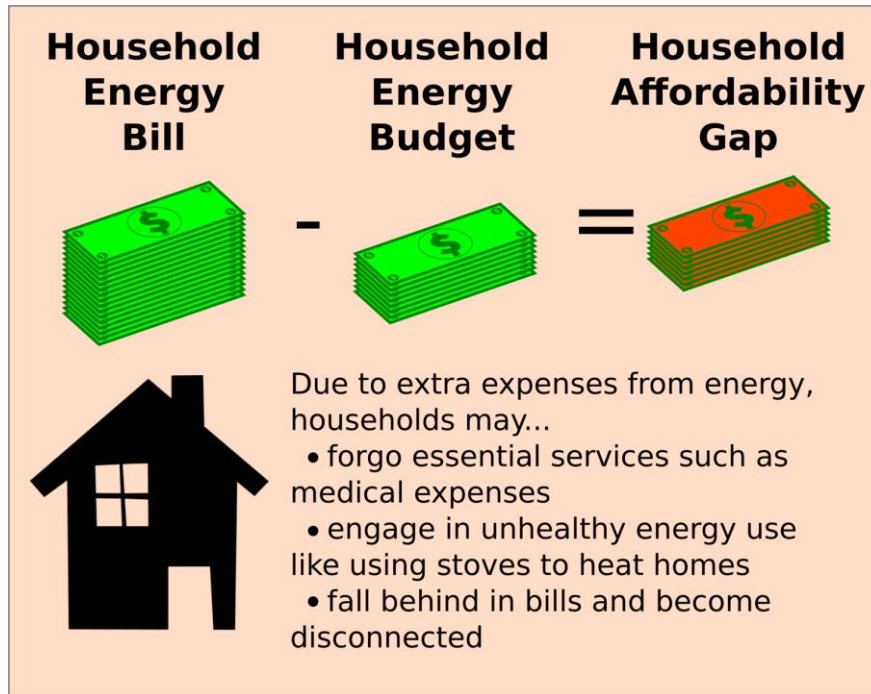 Household Energy Bill
Household Energy Budget
Household Affordability Gap
$ - $ = $
Due to extra expenses from energy,
households may...
• forgo essential services such as
medical expenses
• engage in unhealthy energy use
like using stoves to heat homes
• fall behind in bills and become
disconnected